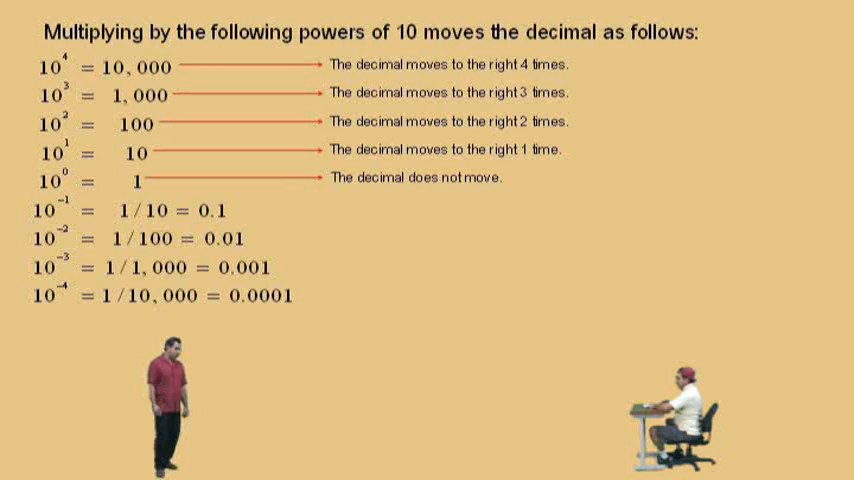 Multiplying by the following powers of 10 moves the decimal as follows:
10⁴ = 10,000 The decimal moves to the right 4 times.
10³ = 1,000 The decimal moves to the right 3 times.
10² = 100 The decimal moves to the right 2 times.
10¹ = 10 The decimal moves to the right 1 time.
10⁰ = 1 The decimal does not move.
10⁻¹ = 1/10 = 0.1
10⁻² = 1/100 = 0.01
10⁻³ = 1/1,000 = 0.001
10⁻⁴ = 1/10,000 = 0.0001